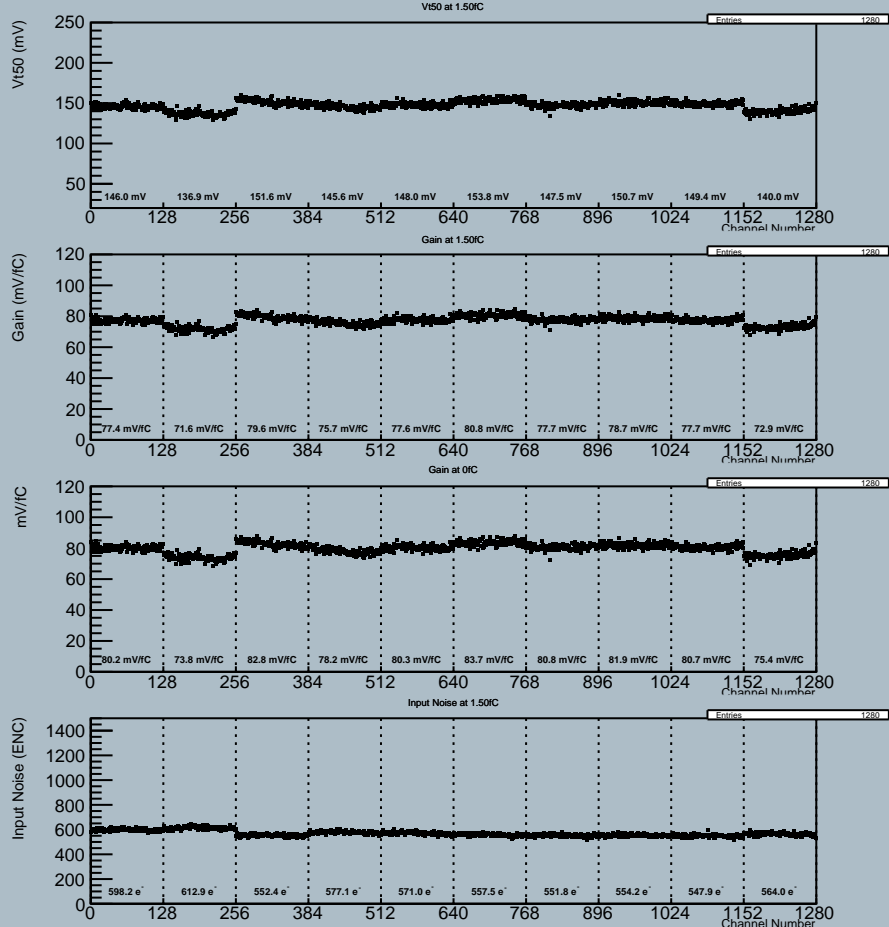 Vt50 at 1.50fC
Entries 1280
Vt50 (mV)
250
200
150
100
50
146.0 mV 136.9 mV 151.6 mV 145.6 mV 148.0 mV 153.8 mV 147.5 mV 150.7 mV 149.4 mV 140.0 mV
0 128 256 384 512 640 768 896 1024 1152 1280
Channel Number
Gain at 1.50fC
Entries 1280
Gain (mV/fC)
120
100
80
60
40
20
0
77.4 mV/fC 71.6 mV/fC 79.6 mV/fC 75.7 mV/fC 77.6 mV/fC 80.8 mV/fC 77.7 mV/fC 78.7 mV/fC 77.7 mV/fC 72.9 mV/fC
0 128 256 384 512 640 768 896 1024 1152 1280
Channel Number
Gain at 0fC
Entries 1280
mV/fC
120
100
80
60
40
20
0
80.2 mV/fC 73.8 mV/fC 82.8 mV/fC 78.2 mV/fC 80.3 mV/fC 83.7 mV/fC 80.8 mV/fC 81.9 mV/fC 80.7 mV/fC 75.4 mV/fC
0 128 256 384 512 640 768 896 1024 1152 1280
Channel Number
Input Noise at 1.50fC
Entries 1280
Input Noise (ENC)
1400
1200
1000
800
600
400
200
0
598.2 e⁻ 612.9 e⁻ 552.4 e⁻ 577.1 e⁻ 571.0 e⁻ 557.5 e⁻ 551.8 e⁻ 554.2 e⁻ 547.9 e⁻ 564.0 e⁻
0 128 256 384 512 640 768 896 1024 1152 1280
Channel Number